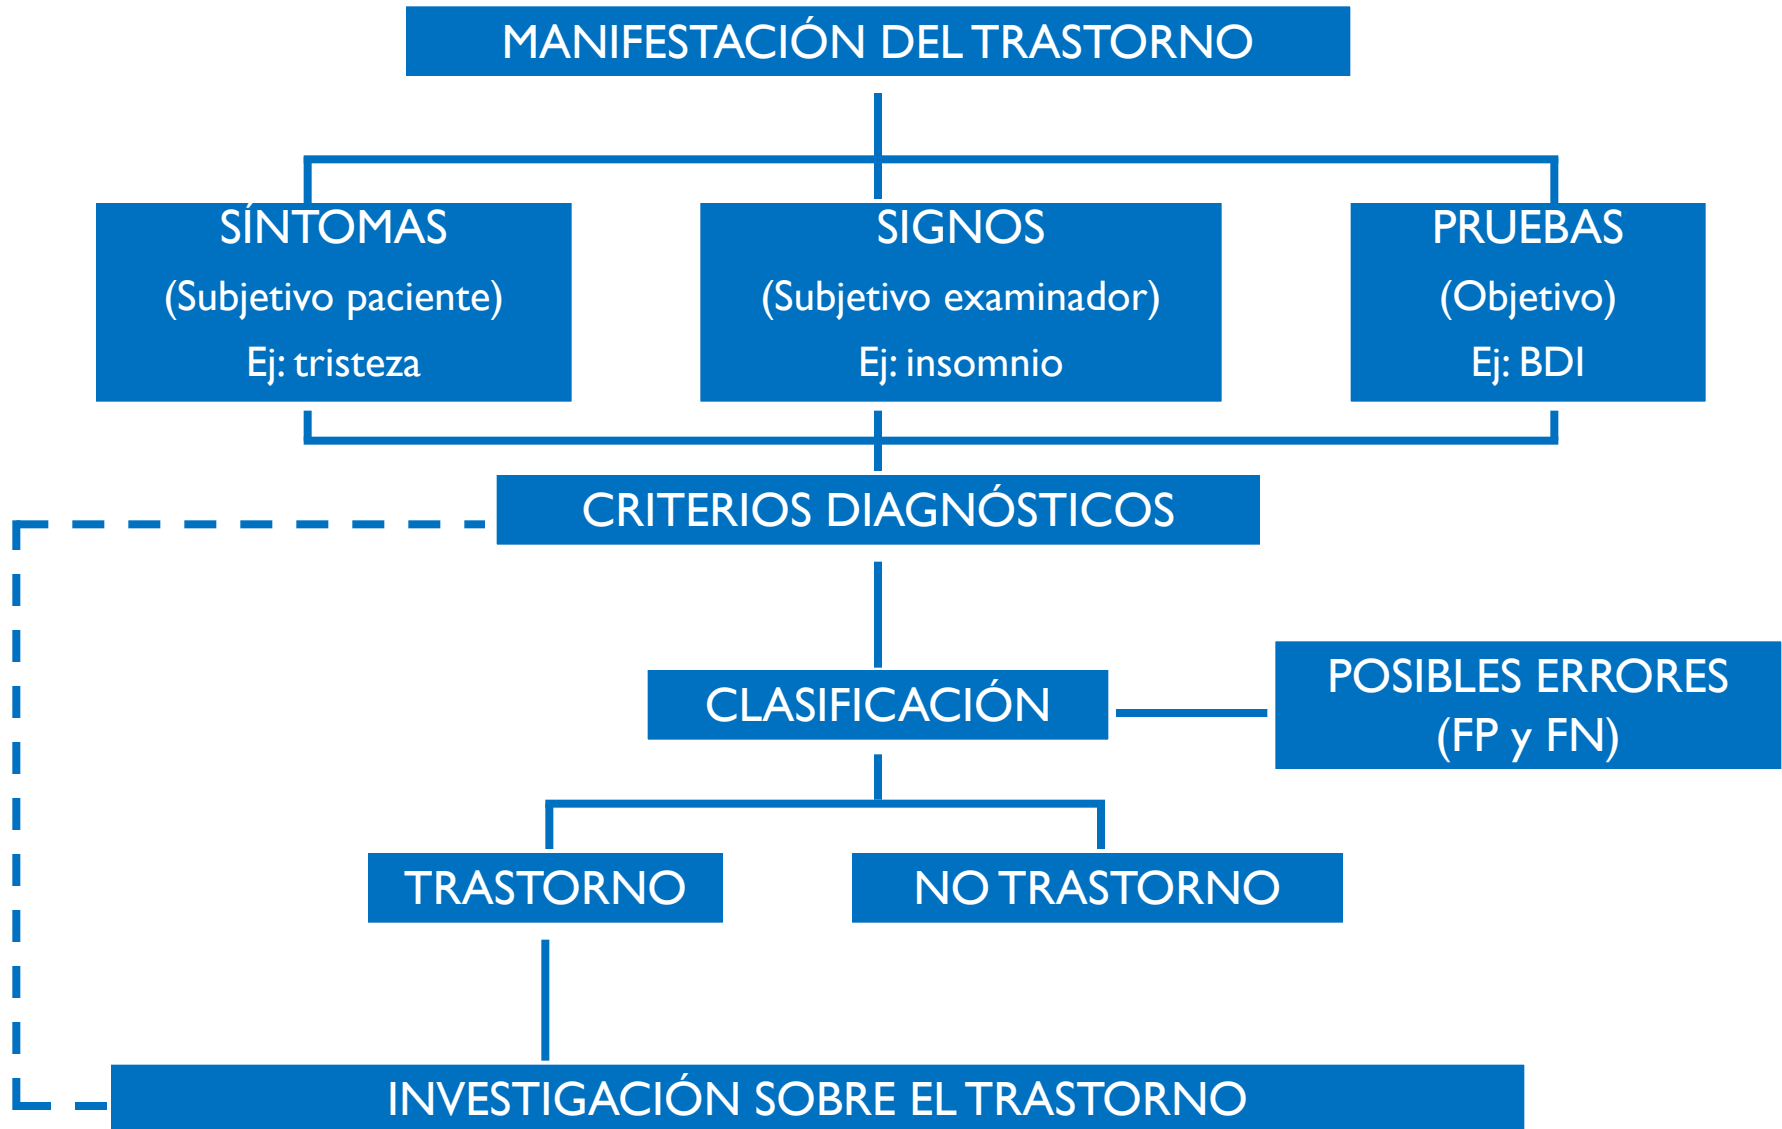 MANIFESTACIÓN DEL TRASTORNO
SÍNTOMAS
(Subjetivo paciente)
Ej: tristeza
SIGNOS
(Subjetivo examinador)
Ej: insomnio
PRUEBAS
(Objetivo)
Ej: BDI
CRITERIOS DIAGNÓSTICOS
CLASIFICACIÓN
POSIBLES ERRORES
(FP y FN)
TRASTORNO
NO TRASTORNO
INVESTIGACIÓN SOBRE EL TRASTORNO